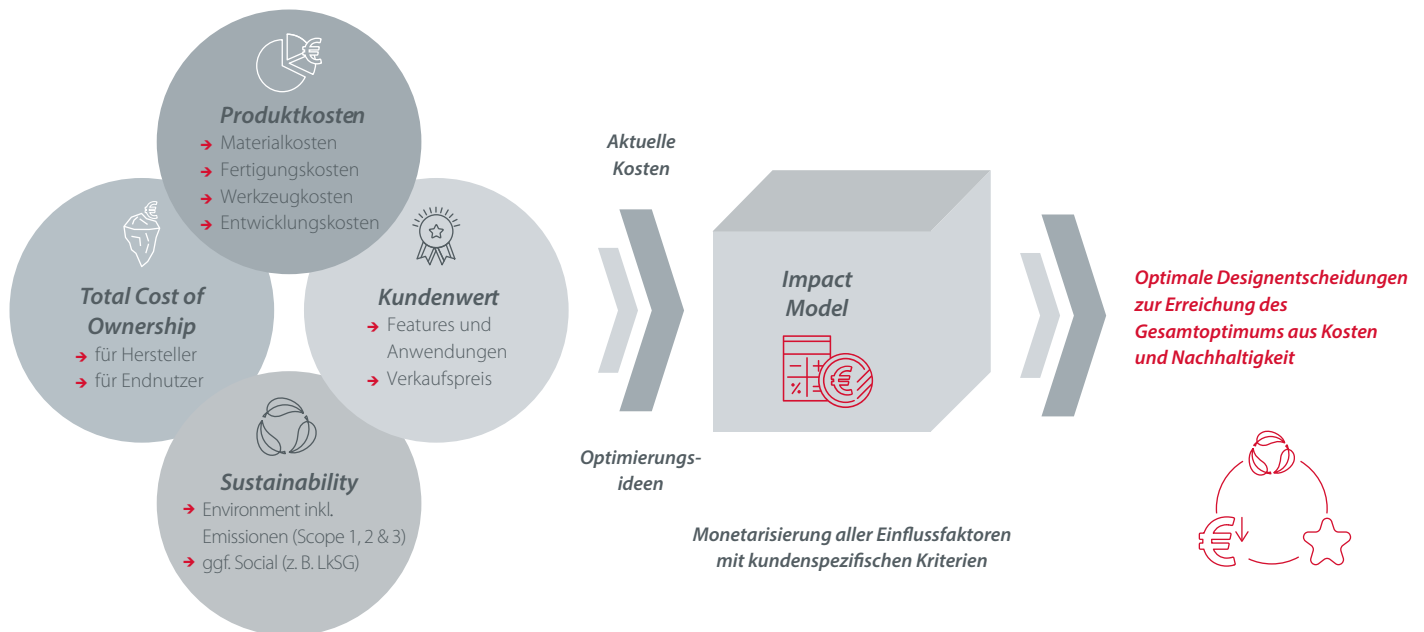 Produktkosten
Materialkosten
Fertigungskosten
Werkzeugkosten
Entwicklungskosten
Total Cost of
Ownership
für Hersteller
für Endnutzer
Kundenwert
Features und
Anwendungen
Verkaufspreis
Sustainability
Environment inkl.
Emissionen (Scope 1, 2 & 3)
ggf. Social (z. B. LkSG)
Aktuelle
Kosten
Optimierungs-
ideen
Impact
Model
Monetarisierung aller Einflussfaktoren
mit kundenspezifischen Kriterien
Optimale Designentscheidungen
zur Erreichung des
Gesamtoptimums aus Kosten
und Nachhaltigkeit